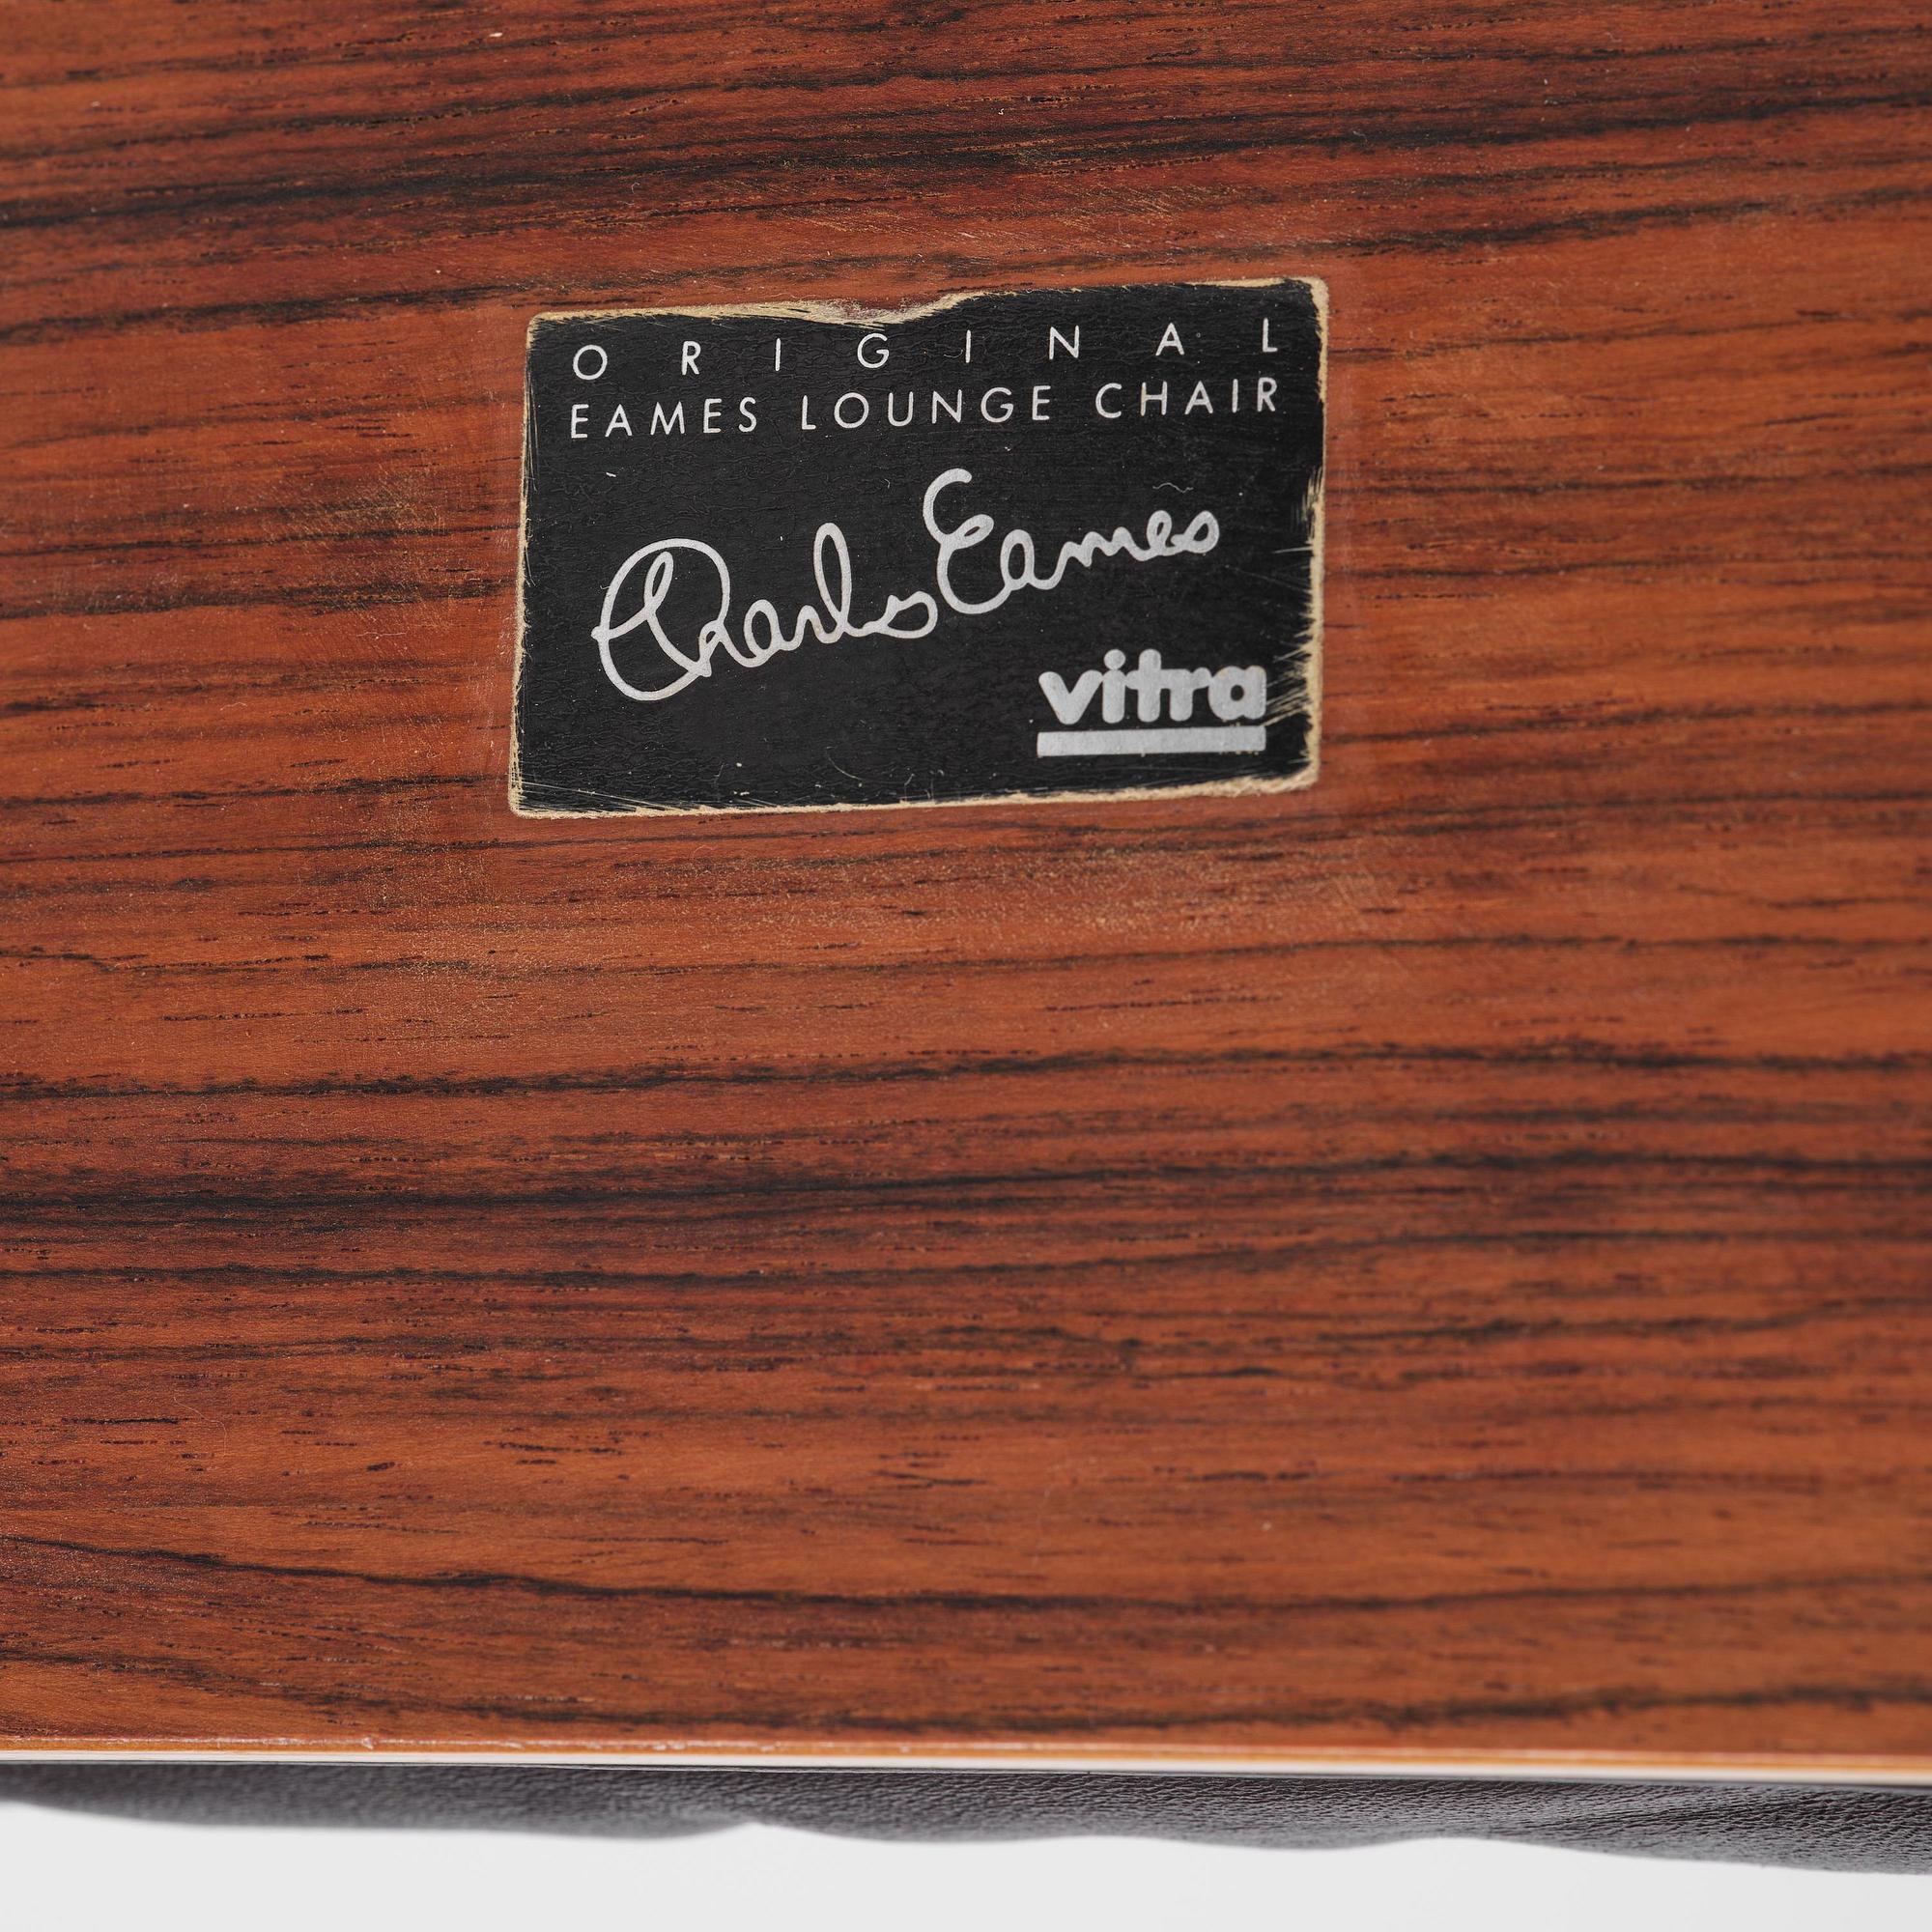 ORIGINAL
EAMES LOUNGE CHAIR
Charles Eames
vitra